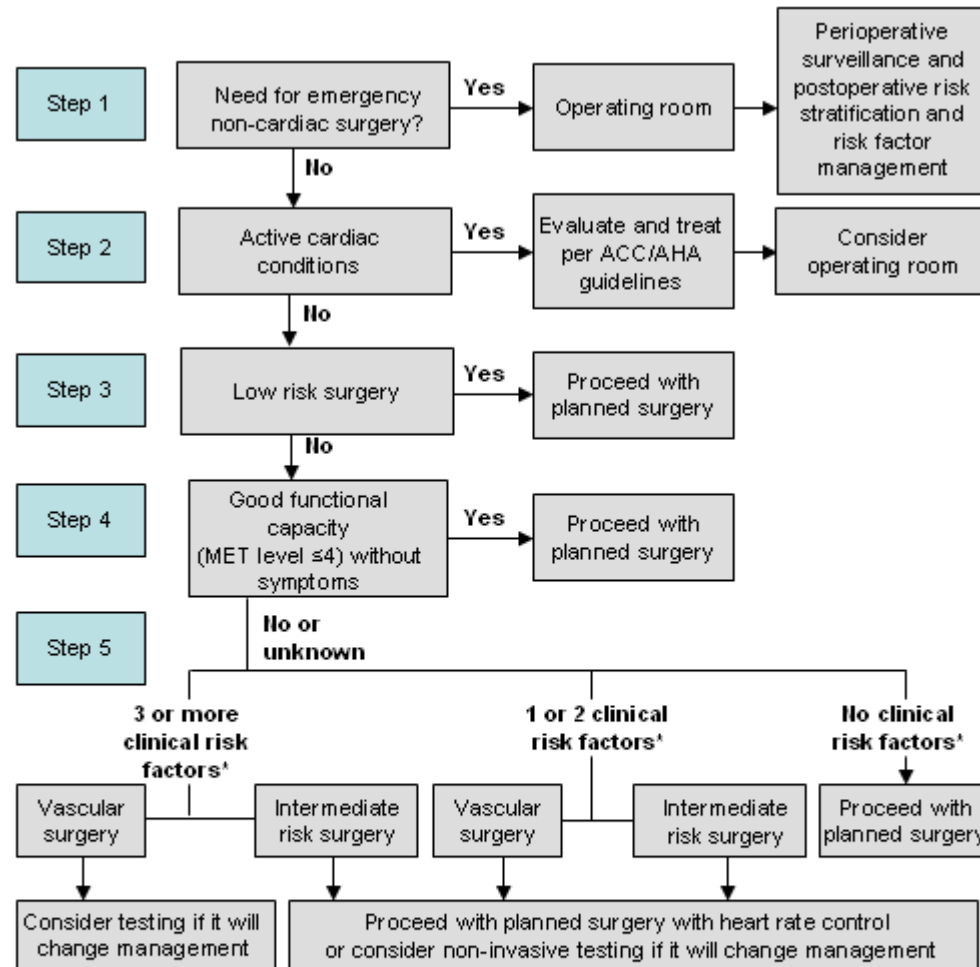 Step 1
Need for emergency
non-cardiac surgery?
Yes
Operating room
Perioperative
surveillance and
postoperative risk
stratification and
risk factor
management
No
Step 2
Active cardiac
conditions
Yes
Evaluate and treat
per ACC/AHA
guidelines
Consider
operating room
No
Step 3
Low risk surgery
Yes
Proceed with
planned surgery
No
Step 4
Good functional
capacity
(MET level ≤4) without
symptoms
Yes
Proceed with
planned surgery
Step 5
No or
unknown
3 or more
clinical risk
factors*
1 or 2 clinical
risk factors*
No clinical
risk factors*
Vascular
surgery
Intermediate
risk surgery
Vascular
surgery
Intermediate
risk surgery
Proceed with
planned surgery
Consider testing if it will
change management
Proceed with planned surgery with heart rate control
or consider non-invasive testing if it will change management